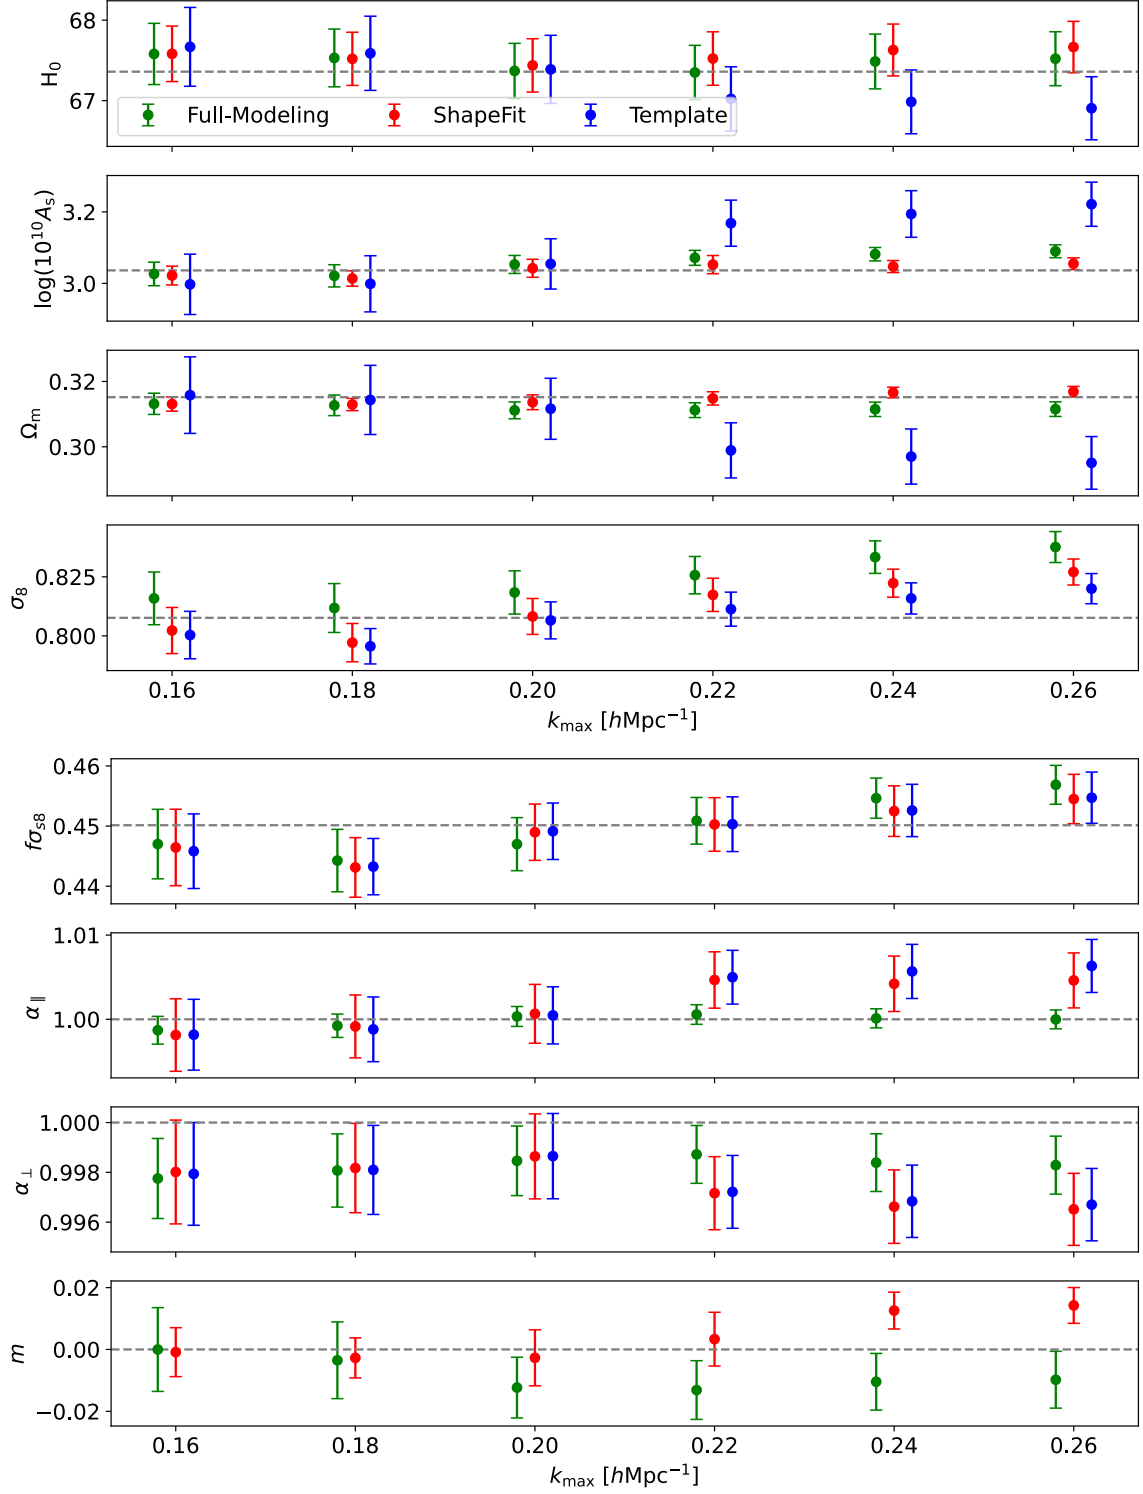 68
67
H₀
Full-Modeling ShapeFit Template
3.2
3.0
log(10¹⁰Aₛ)
0.32
0.30
Ωₘ
0.825
0.800
σ₈
0.16 0.18 0.20 0.22 0.24 0.26
k_max [hMpc⁻¹]
0.46
0.45
0.44
fσ_s8
1.01
1.00
α_∥
1.000
0.998
0.996
α_⊥
0.02
0.00
−0.02
m
0.16 0.18 0.20 0.22 0.24 0.26
k_max [hMpc⁻¹]